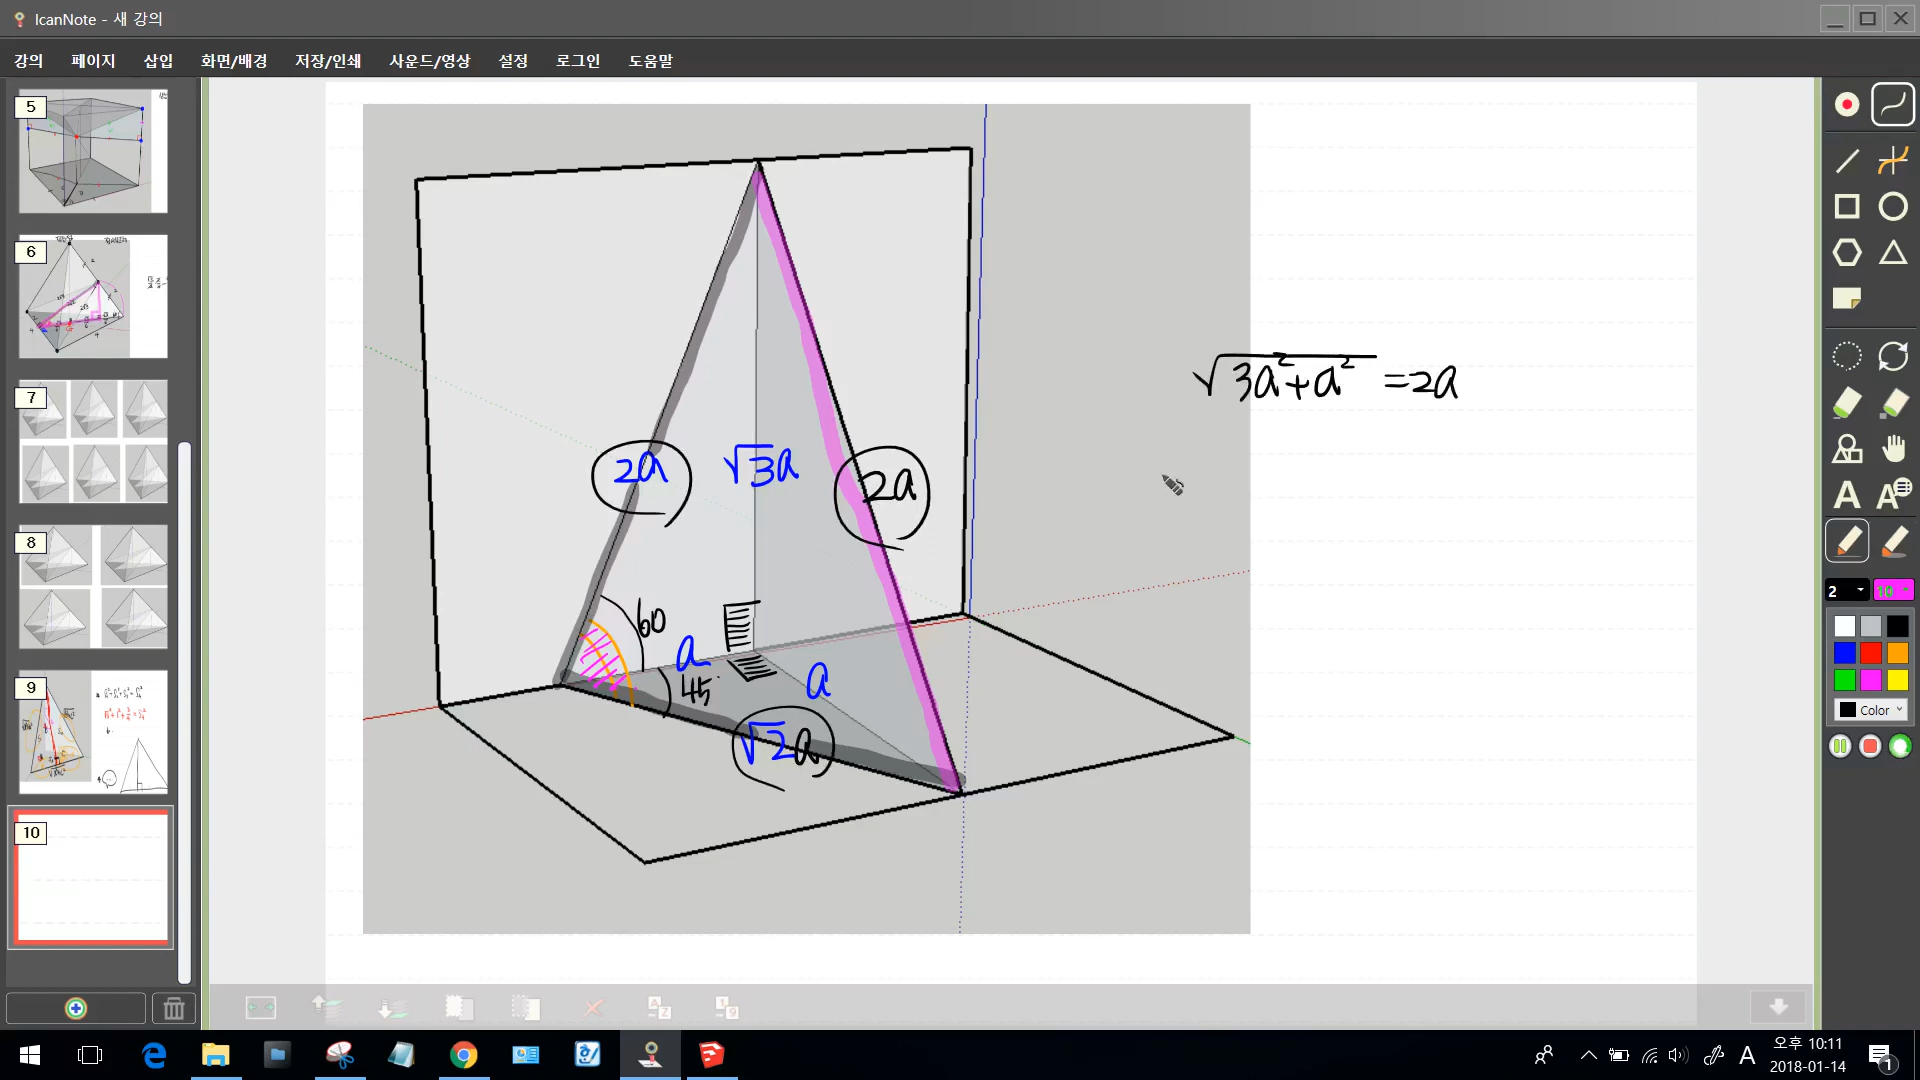 IcanNote - 새 강의
강의 페이지 삽입 화면/배경 저장/인쇄 사운드/영상 설정 로그인 도움말
5
6
7
8
9
10
√3a²+a² =2a
2a √3a 2a
60
a
45
a
√2a
A A
2 10
Color
A
오후 10:11
2018-01-14
1